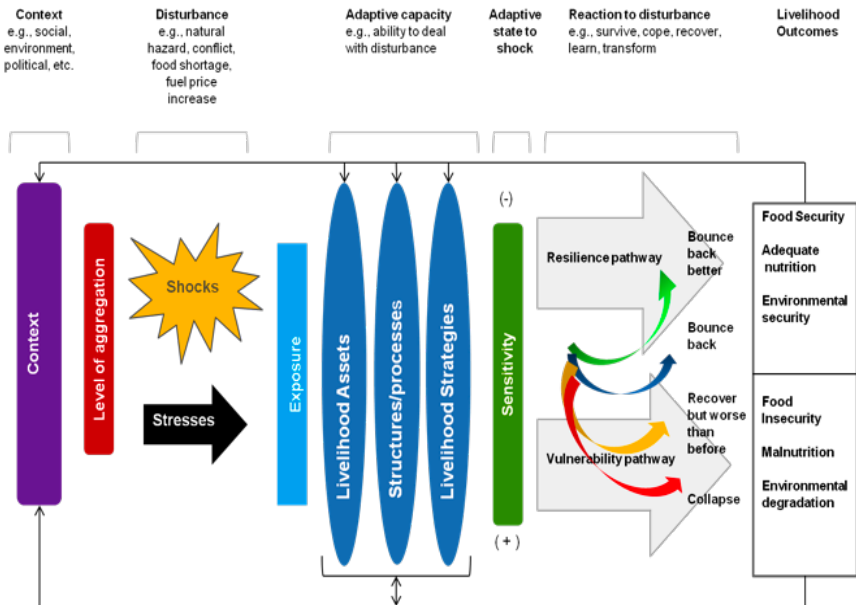 Context
e.g., social,
environment,
political, etc.
Disturbance
e.g., natural
hazard, conflict,
food shortage,
fuel price
increase
Adaptive capacity
e.g., ability to deal
with disturbance
Adaptive
state to
shock
Reaction to disturbance
e.g., survive, cope, recover,
learn, transform
Livelihood
Outcomes
Context
Level of aggregation
Shocks
Stresses
Exposure
Livelihood Assets
Structures/processes
Livelihood Strategies
(-)
Sensitivity
(+)
Resilience pathway
Bounce
back
better
Bounce
back
Vulnerability pathway
Recover
but worse
than
before
Collapse
Food Security
Adequate
nutrition
Environmental
security
Food
Insecurity
Malnutrition
Environmental
degradation